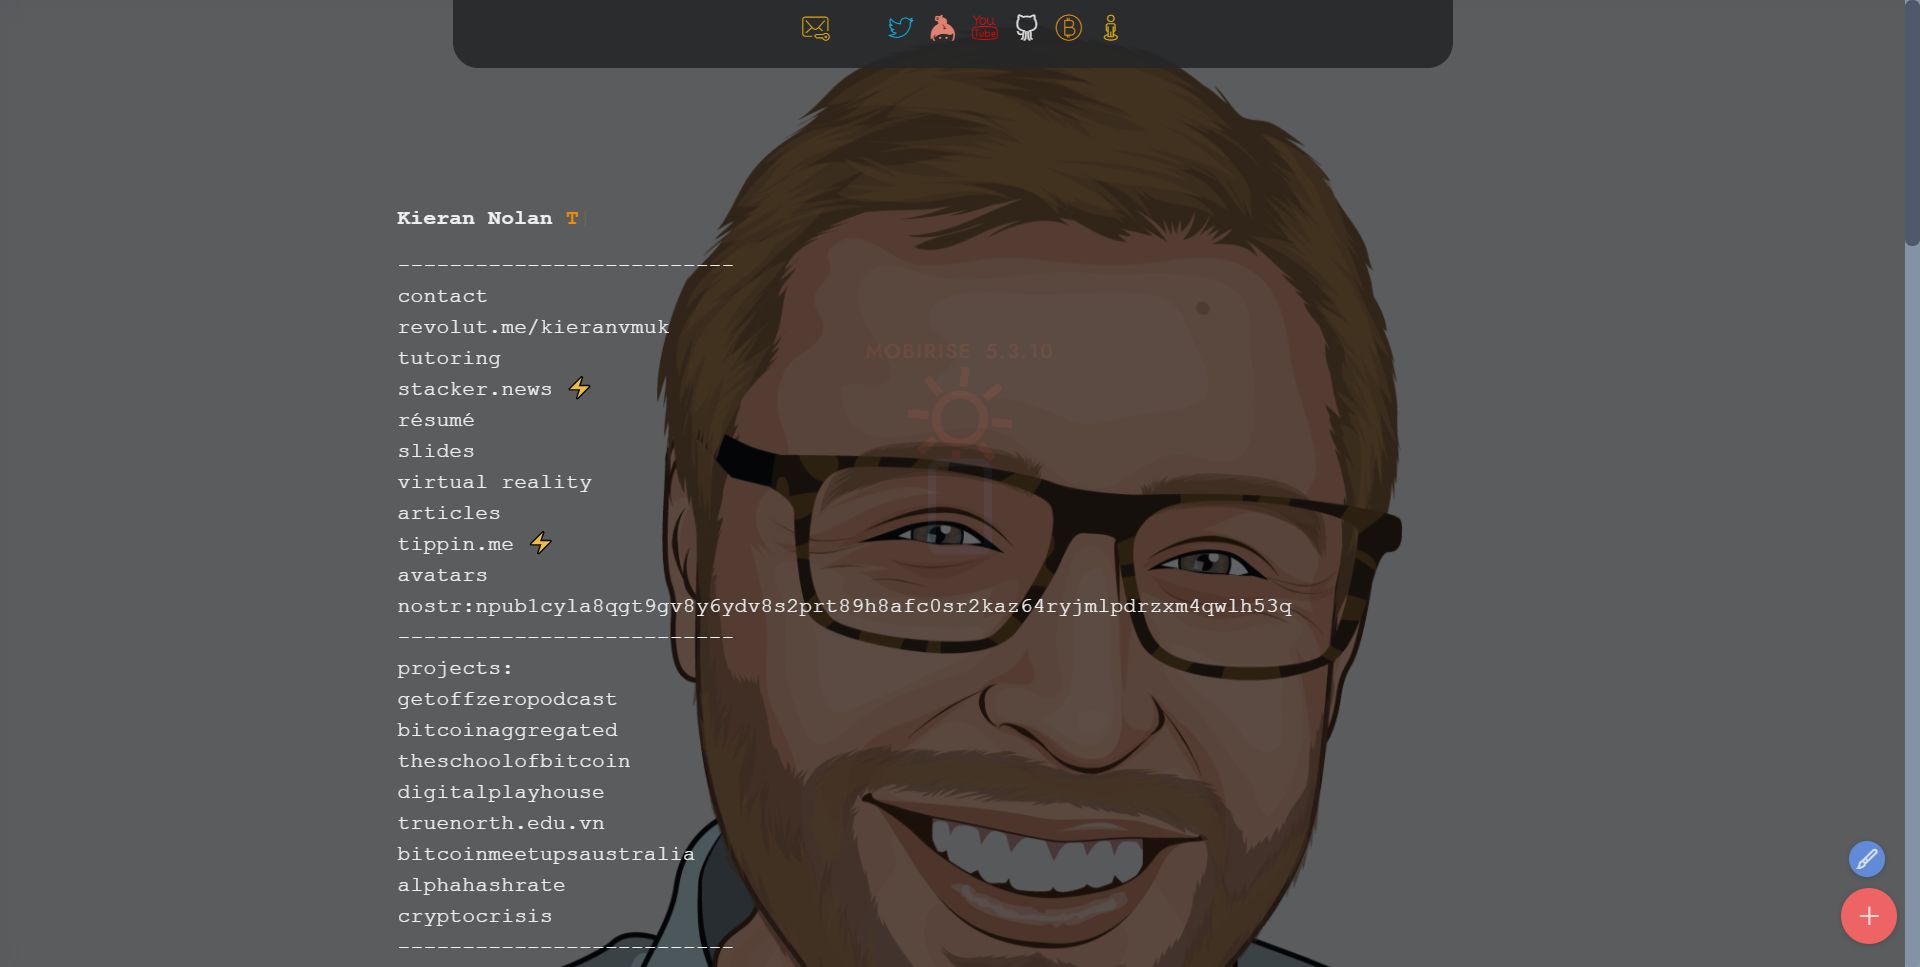 You
Tube
Kieran Nolan T
--------------------------
contact
revolut.me/kieranvmuk
tutoring
stacker.news ⚡
résumé
slides
virtual reality
articles
tippin.me ⚡
avatars
nostr:npub1cyla8qgt9gv8y6ydv8s2prt89h8afc0sr2kaz64ryjmlpdrzxm4qwlh53q
--------------------------
projects:
getoffzeropodcast
bitcoinaggregated
theschoolofbitcoin
digitalplayhouse
truenorth.edu.vn
bitcoinmeetupsaustralia
alphahashrate
cryptocrisis
--------------------------
MOBIRISE 5.3.10